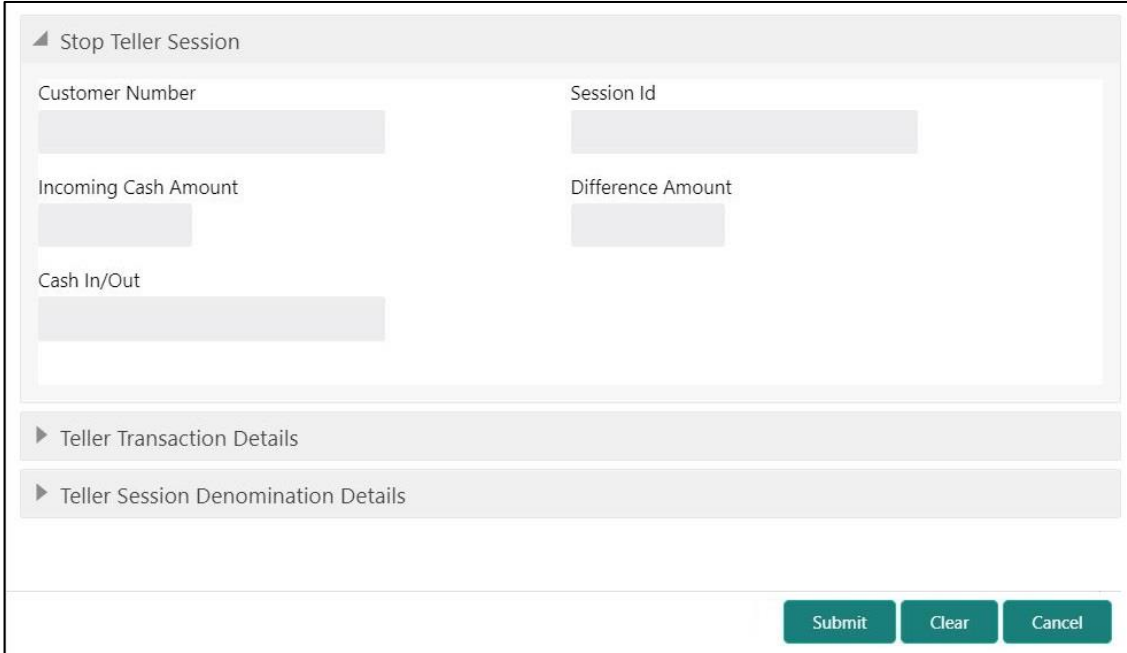 Stop Teller Session
Customer Number Session Id
Incoming Cash Amount Difference Amount
Cash In/Out
Teller Transaction Details
Teller Session Denomination Details
Submit Clear Cancel